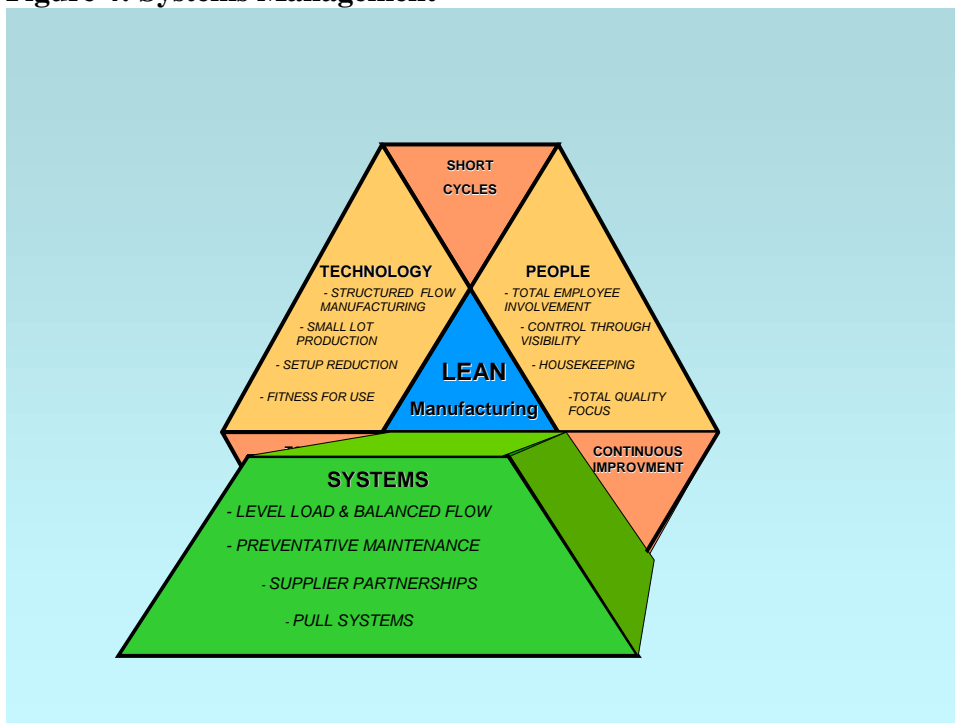 SHORT
CYCLES
TECHNOLOGY
- STRUCTURED FLOW
MANUFACTURING
- SMALL LOT
PRODUCTION
- SETUP REDUCTION
- FITNESS FOR USE
PEOPLE
- TOTAL EMPLOYEE
INVOLVEMENT
- CONTROL THROUGH
VISIBILITY
- HOUSEKEEPING
-TOTAL QUALITY
FOCUS
LEAN
Manufacturing
CONTINUOUS
IMPROVMENT
SYSTEMS
- LEVEL LOAD & BALANCED FLOW
- PREVENTATIVE MAINTENANCE
- SUPPLIER PARTNERSHIPS
- PULL SYSTEMS